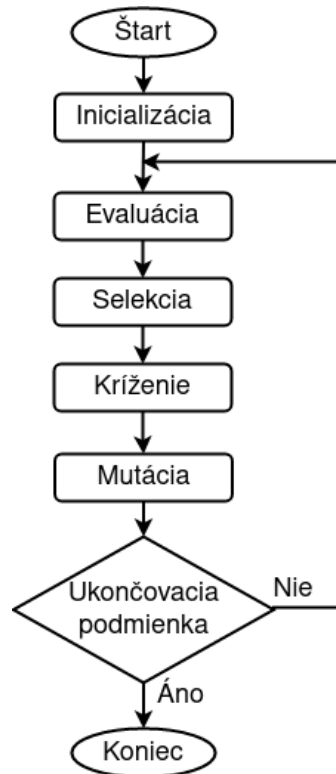 Štart
Inicializácia
Evaluácia
Selekcia
Kríženie
Mutácia
Ukončovacia
podmienka
Nie
Áno
Koniec